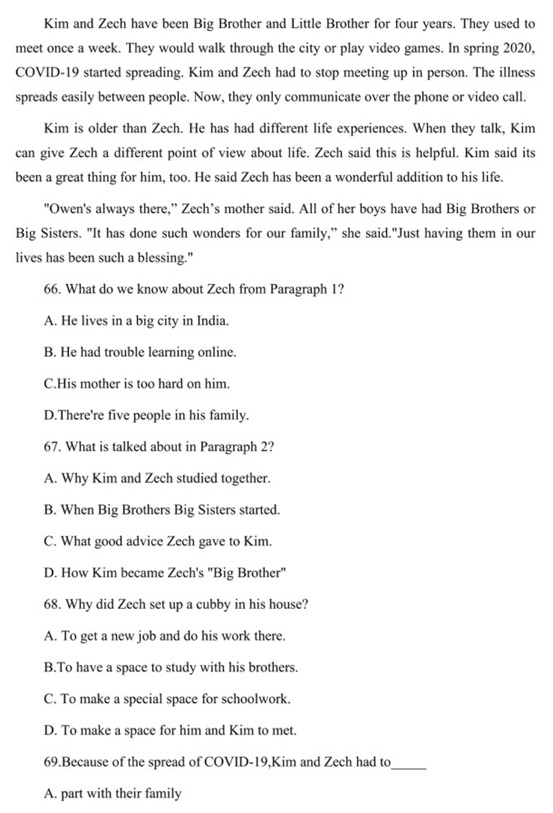 Kim and Zech have been Big Brother and Little Brother for four years. They used to
meet once a week. They would walk through the city or play video games. In spring 2020,
COVID-19 started spreading. Kim and Zech had to stop meeting up in person. The illness
spreads easily between people. Now, they only communicate over the phone or video call.
Kim is older than Zech. He has had different life experiences. When they talk, Kim
can give Zech a different point of view about life. Zech said this is helpful. Kim said its
been a great thing for him, too. He said Zech has been a wonderful addition to his life.
"Owen's always there,” Zech’s mother said. All of her boys have had Big Brothers or
Big Sisters. "It has done such wonders for our family,” she said."Just having them in our
lives has been such a blessing."
66. What do we know about Zech from Paragraph 1?
A. He lives in a big city in India.
B. He had trouble learning online.
C.His mother is too hard on him.
D.There're five people in his family.
67. What is talked about in Paragraph 2?
A. Why Kim and Zech studied together.
B. When Big Brothers Big Sisters started.
C. What good advice Zech gave to Kim.
D. How Kim became Zech's "Big Brother"
68. Why did Zech set up a cubby in his house?
A. To get a new job and do his work there.
B.To have a space to study with his brothers.
C. To make a special space for schoolwork.
D. To make a space for him and Kim to met.
69.Because of the spread of COVID-19,Kim and Zech had to_____
A. part with their family